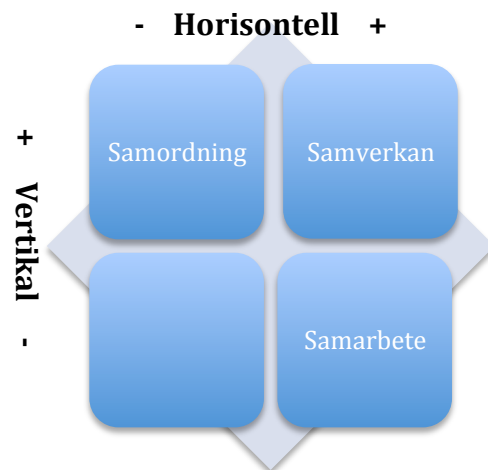 - Horisontell +
Samordning
Samverkan
+ Vertikal -
Samarbete